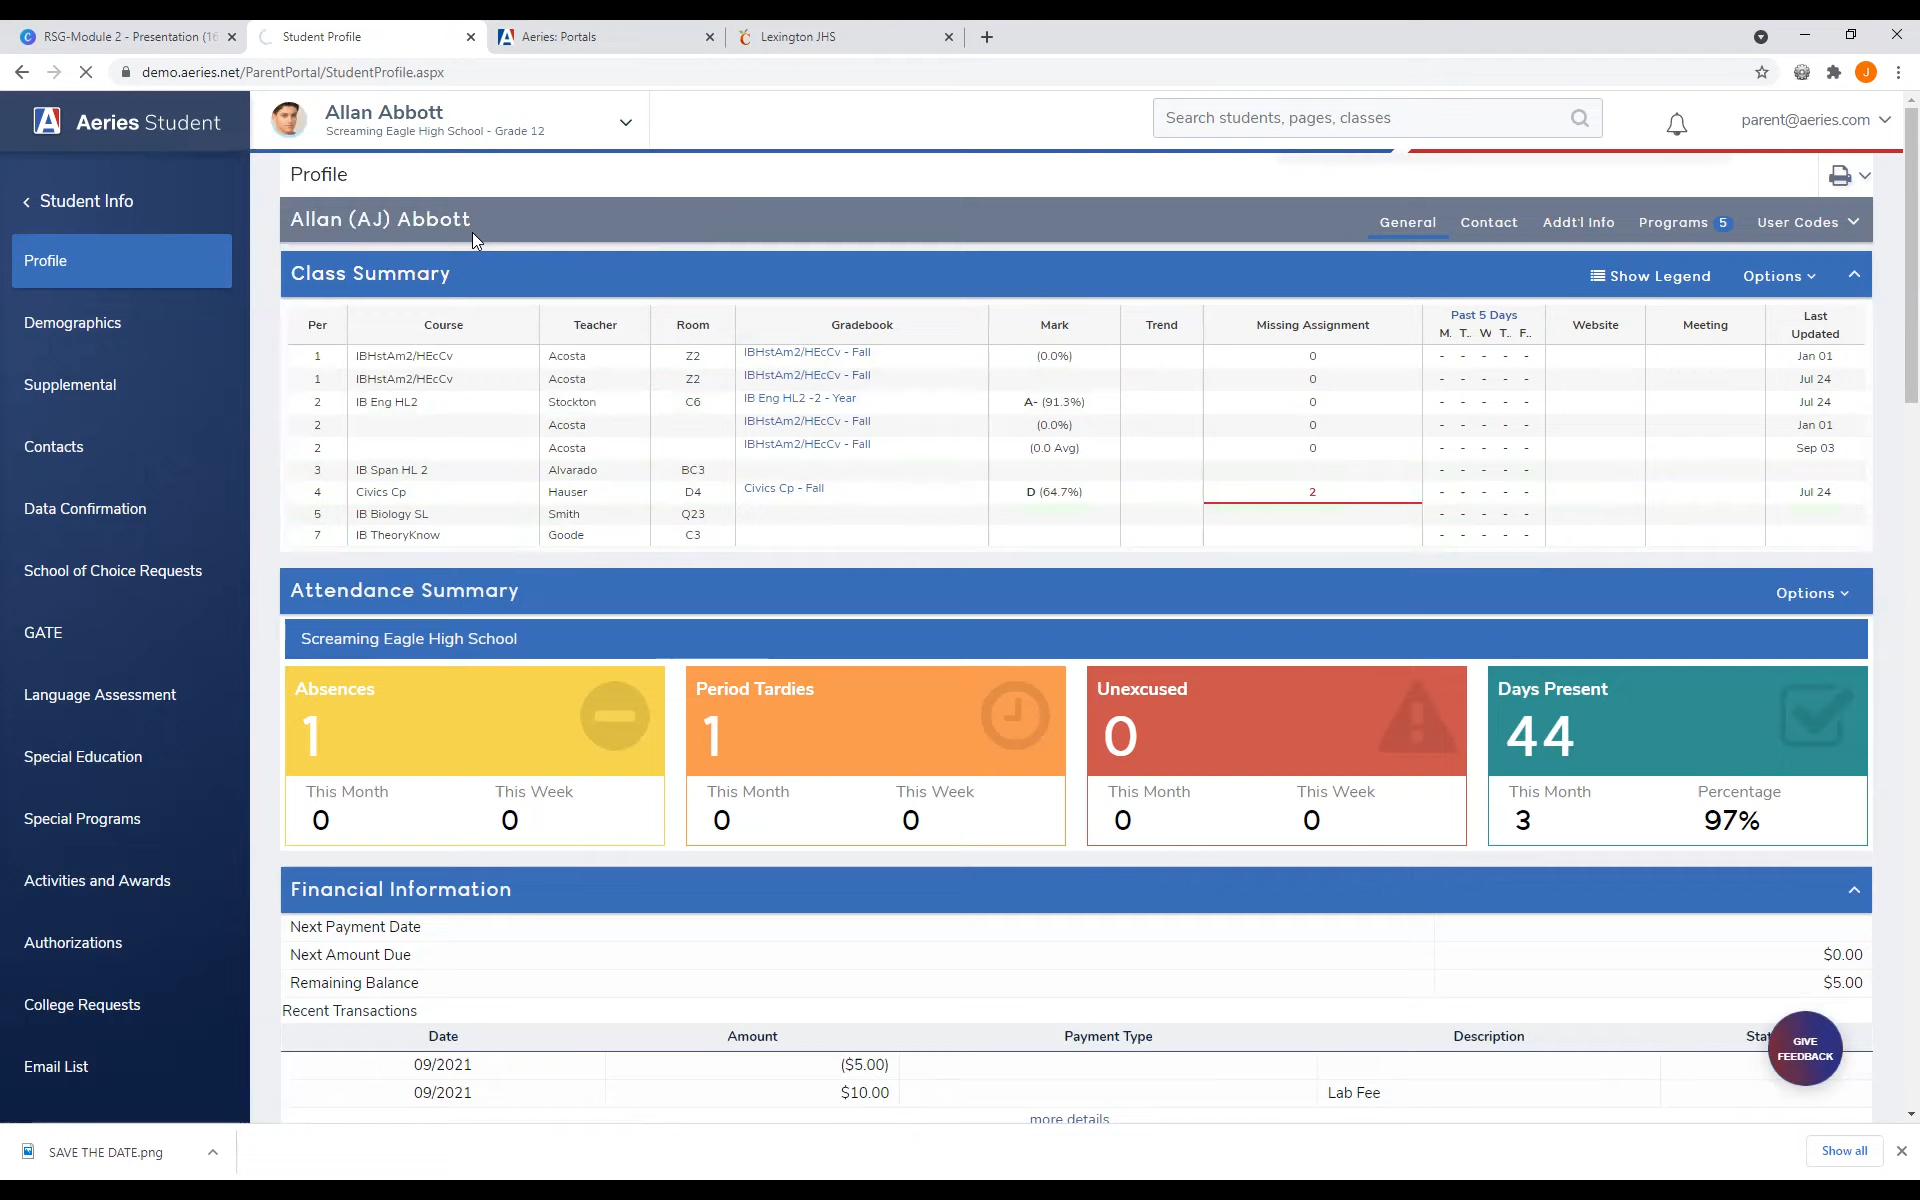 RSG-Module 2 - Presentation (16
Student Profile
Aeries: Portals
Lexington JHS
demo.aeries.net/ParentPortal/StudentProfile.aspx
J
Aeries Student
Allan Abbott
Screaming Eagle High School - Grade 12
Search students, pages, classes
parent@aeries.com
Student Info
Profile
Demographics
Supplemental
Contacts
Data Confirmation
School of Choice Requests
GATE
Language Assessment
Special Education
Special Programs
Activities and Awards
Authorizations
College Requests
Email List
Profile
Allan (AJ) Abbott
General Contact Addt'l Info Programs 5 User Codes
Class Summary
Show Legend Options
Per Course Teacher Room Gradebook Mark Trend Missing Assignment Past 5 Days Website Meeting Last Updated
M. T.. W T.. F..
1 IBHstAm2/HEcCv Acosta Z2 IBHstAm2/HEcCv - Fall (0.0%) 0 - - - - - Jan 01
1 IBHstAm2/HEcCv Acosta Z2 IBHstAm2/HEcCv - Fall 0 - - - - - Jul 24
2 IB Eng HL2 Stockton C6 IB Eng HL2 -2 - Year A- (91.3%) 0 - - - - - Jul 24
2 Acosta IBHstAm2/HEcCv - Fall (0.0%) 0 - - - - - Jan 01
2 Acosta IBHstAm2/HEcCv - Fall (0.0 Avg) 0 - - - - - Sep 03
3 IB Span HL 2 Alvarado BC3 - - - - -
4 Civics Cp Hauser D4 Civics Cp - Fall D (64.7%) 2 - - - - - Jul 24
5 IB Biology SL Smith Q23 - - - - -
7 IB TheoryKnow Goode C3 - - - - -
Attendance Summary
Options
Screaming Eagle High School
Absences
1
This Month This Week
0 0
Period Tardies
1
This Month This Week
0 0
Unexcused
0
This Month This Week
0 0
Days Present
44
This Month Percentage
3 97%
Financial Information
Next Payment Date
Next Amount Due $0.00
Remaining Balance $5.00
Recent Transactions
Date Amount Payment Type Description Stat
09/2021 ($5.00)
09/2021 $10.00 Lab Fee
more details
GIVE
FEEDBACK
SAVE THE DATE.png
Show all